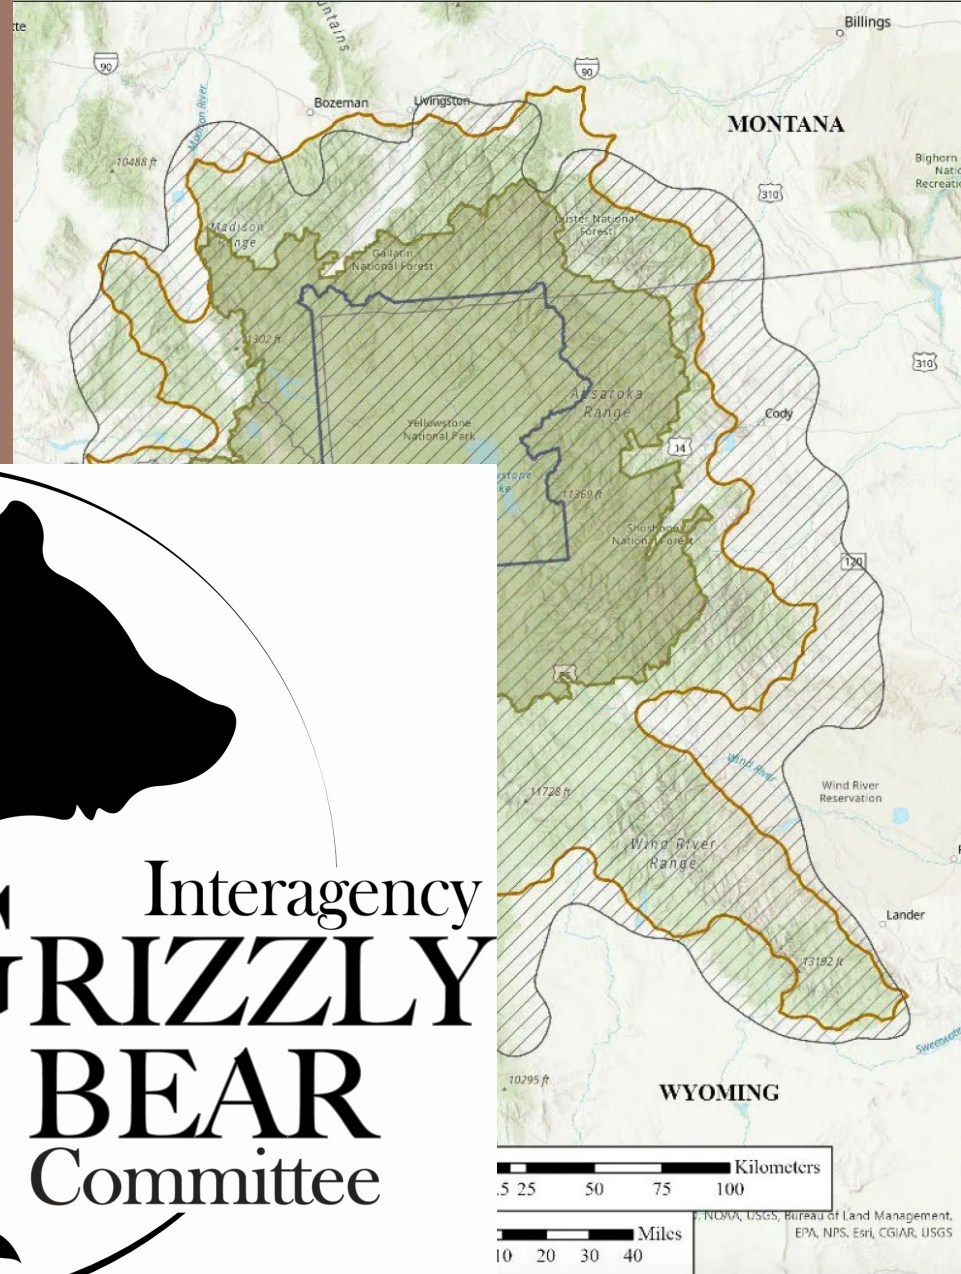 Billings
90
90
Bozeman
Livingston
MONTANA
Madison River
10488 ft
310
Madison
Range
Custer National
Forest
Gallatin
National Forest
Absaroka
Range
310
Yellowstone
National Park
Cody
14
11369 ft
Shoshone
National Forest
120
Wind River
11728 ft
Wind River
Reservation
Wind River
Range
Interagency
GRIZZLY
BEAR
Committee
Lander
13192 ft
10295 ft
WYOMING
Kilometers
25 50 75 100
Miles
10 20 30 40
NOAA, USGS, Bureau of Land Management,
EPA, NPS, Esri, CGIAR, USGS